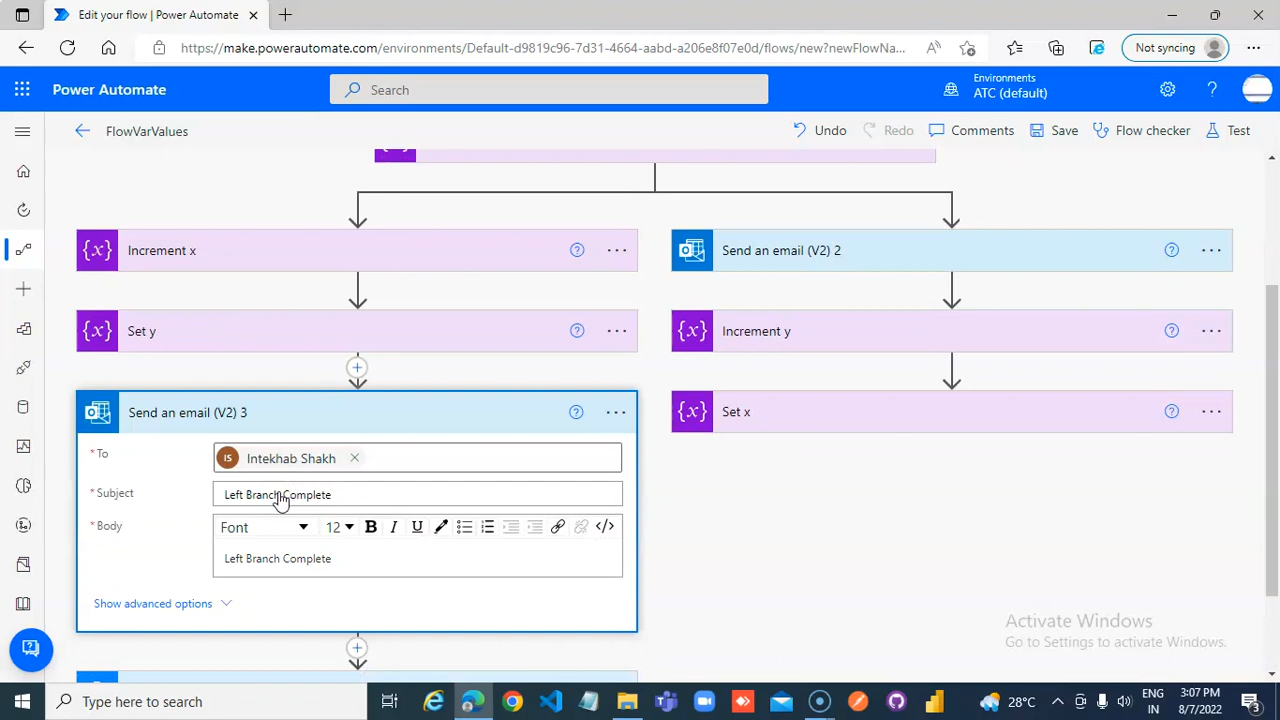 Edit your flow | Power Automate
https://make.powerautomate.com/environments/Default-d9819c96-7d31-4664-aabd-a206e8f07e0d/flows/new?newFlowNa...
Not syncing
Power Automate
Search
Environments
ATC (default)
FlowVarValues
Undo
Redo
Comments
Save
Flow checker
Test
Increment x
Send an email (V2) 2
Set y
Increment y
Send an email (V2) 3
Set x
* To
IS Intekhab Shakh
* Subject
Left Branch Complete
* Body
Font 12 B I U </>
Left Branch Complete
Show advanced options
Activate Windows
Go to Settings to activate Windows.
Type here to search
28°C
ENG
IN
3:07 PM
8/7/2022
3